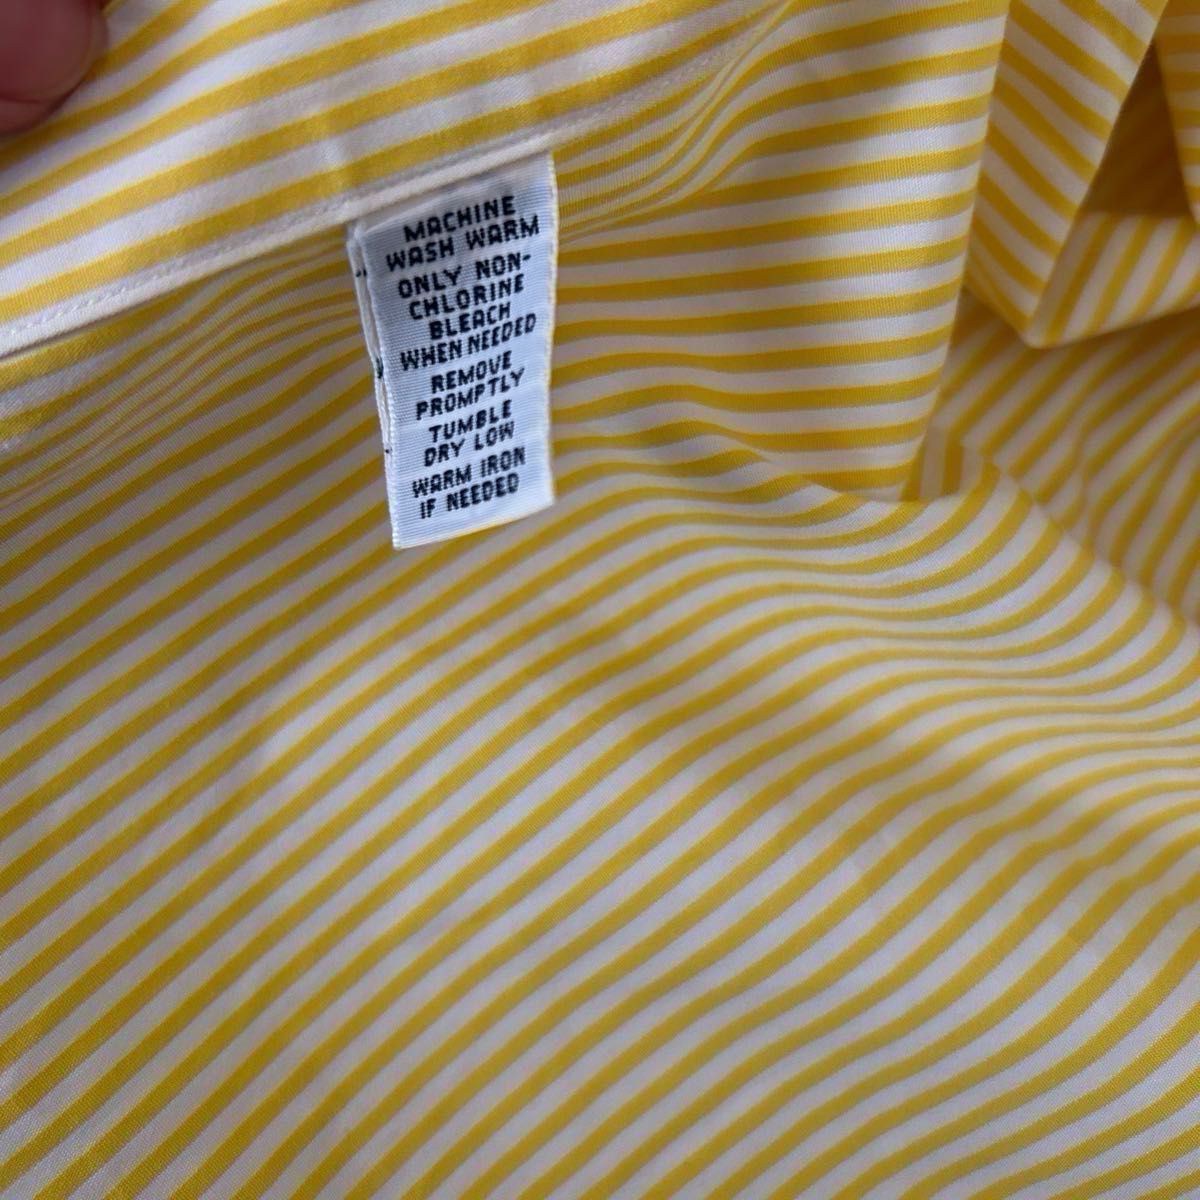 MACHINE
WASH WARM
ONLY NON-
CHLORINE
BLEACH
WHEN NEEDED
REMOVE
PROMPTLY
TUMBLE
DRY LOW
WARM IRON
IF NEEDED